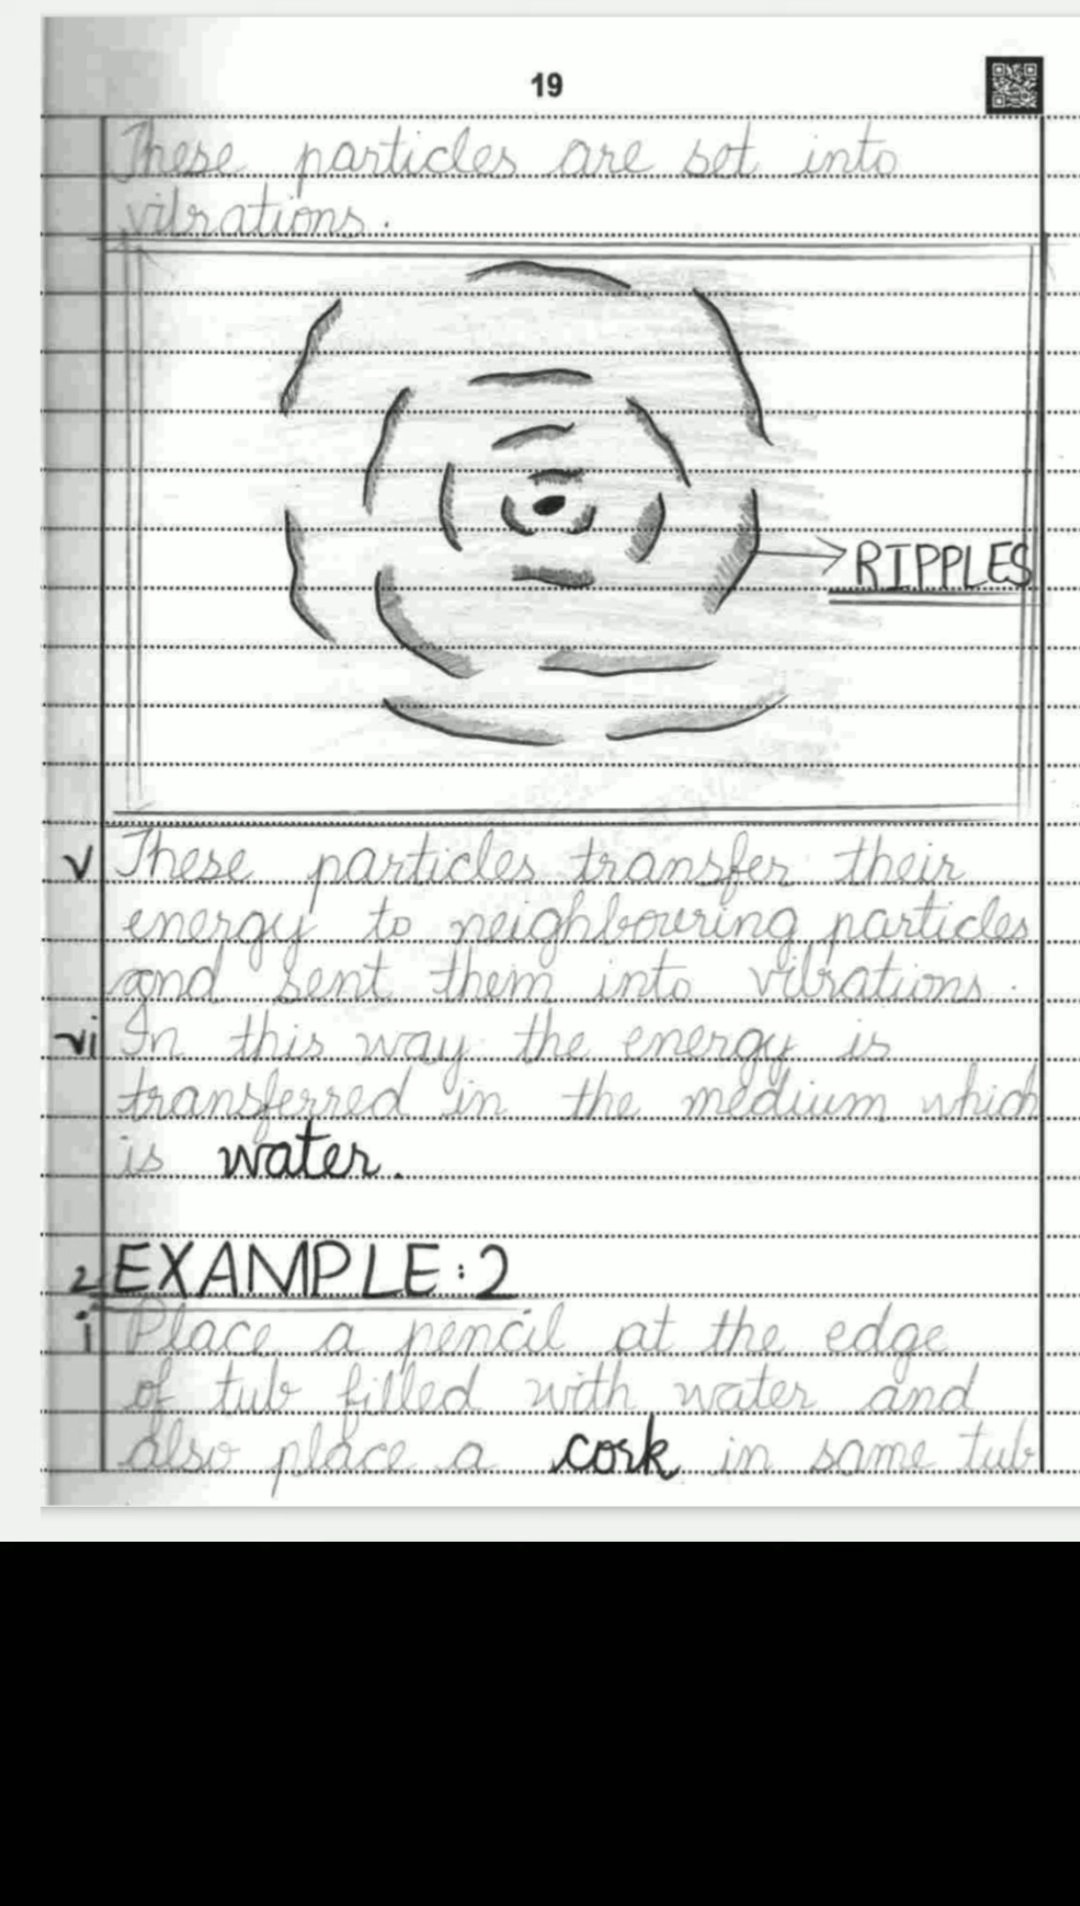 19
These particles are set into
vibrations.
RIPPLES
v These particles transfer their
energy to neighbouring particles
and sent them into vibrations.
vi In this way the energy is
transferred in the medium which
is water.
2 EXAMPLE:2
i Place a pencil at the edge
of tub filled with water and
also place a cork in same tub